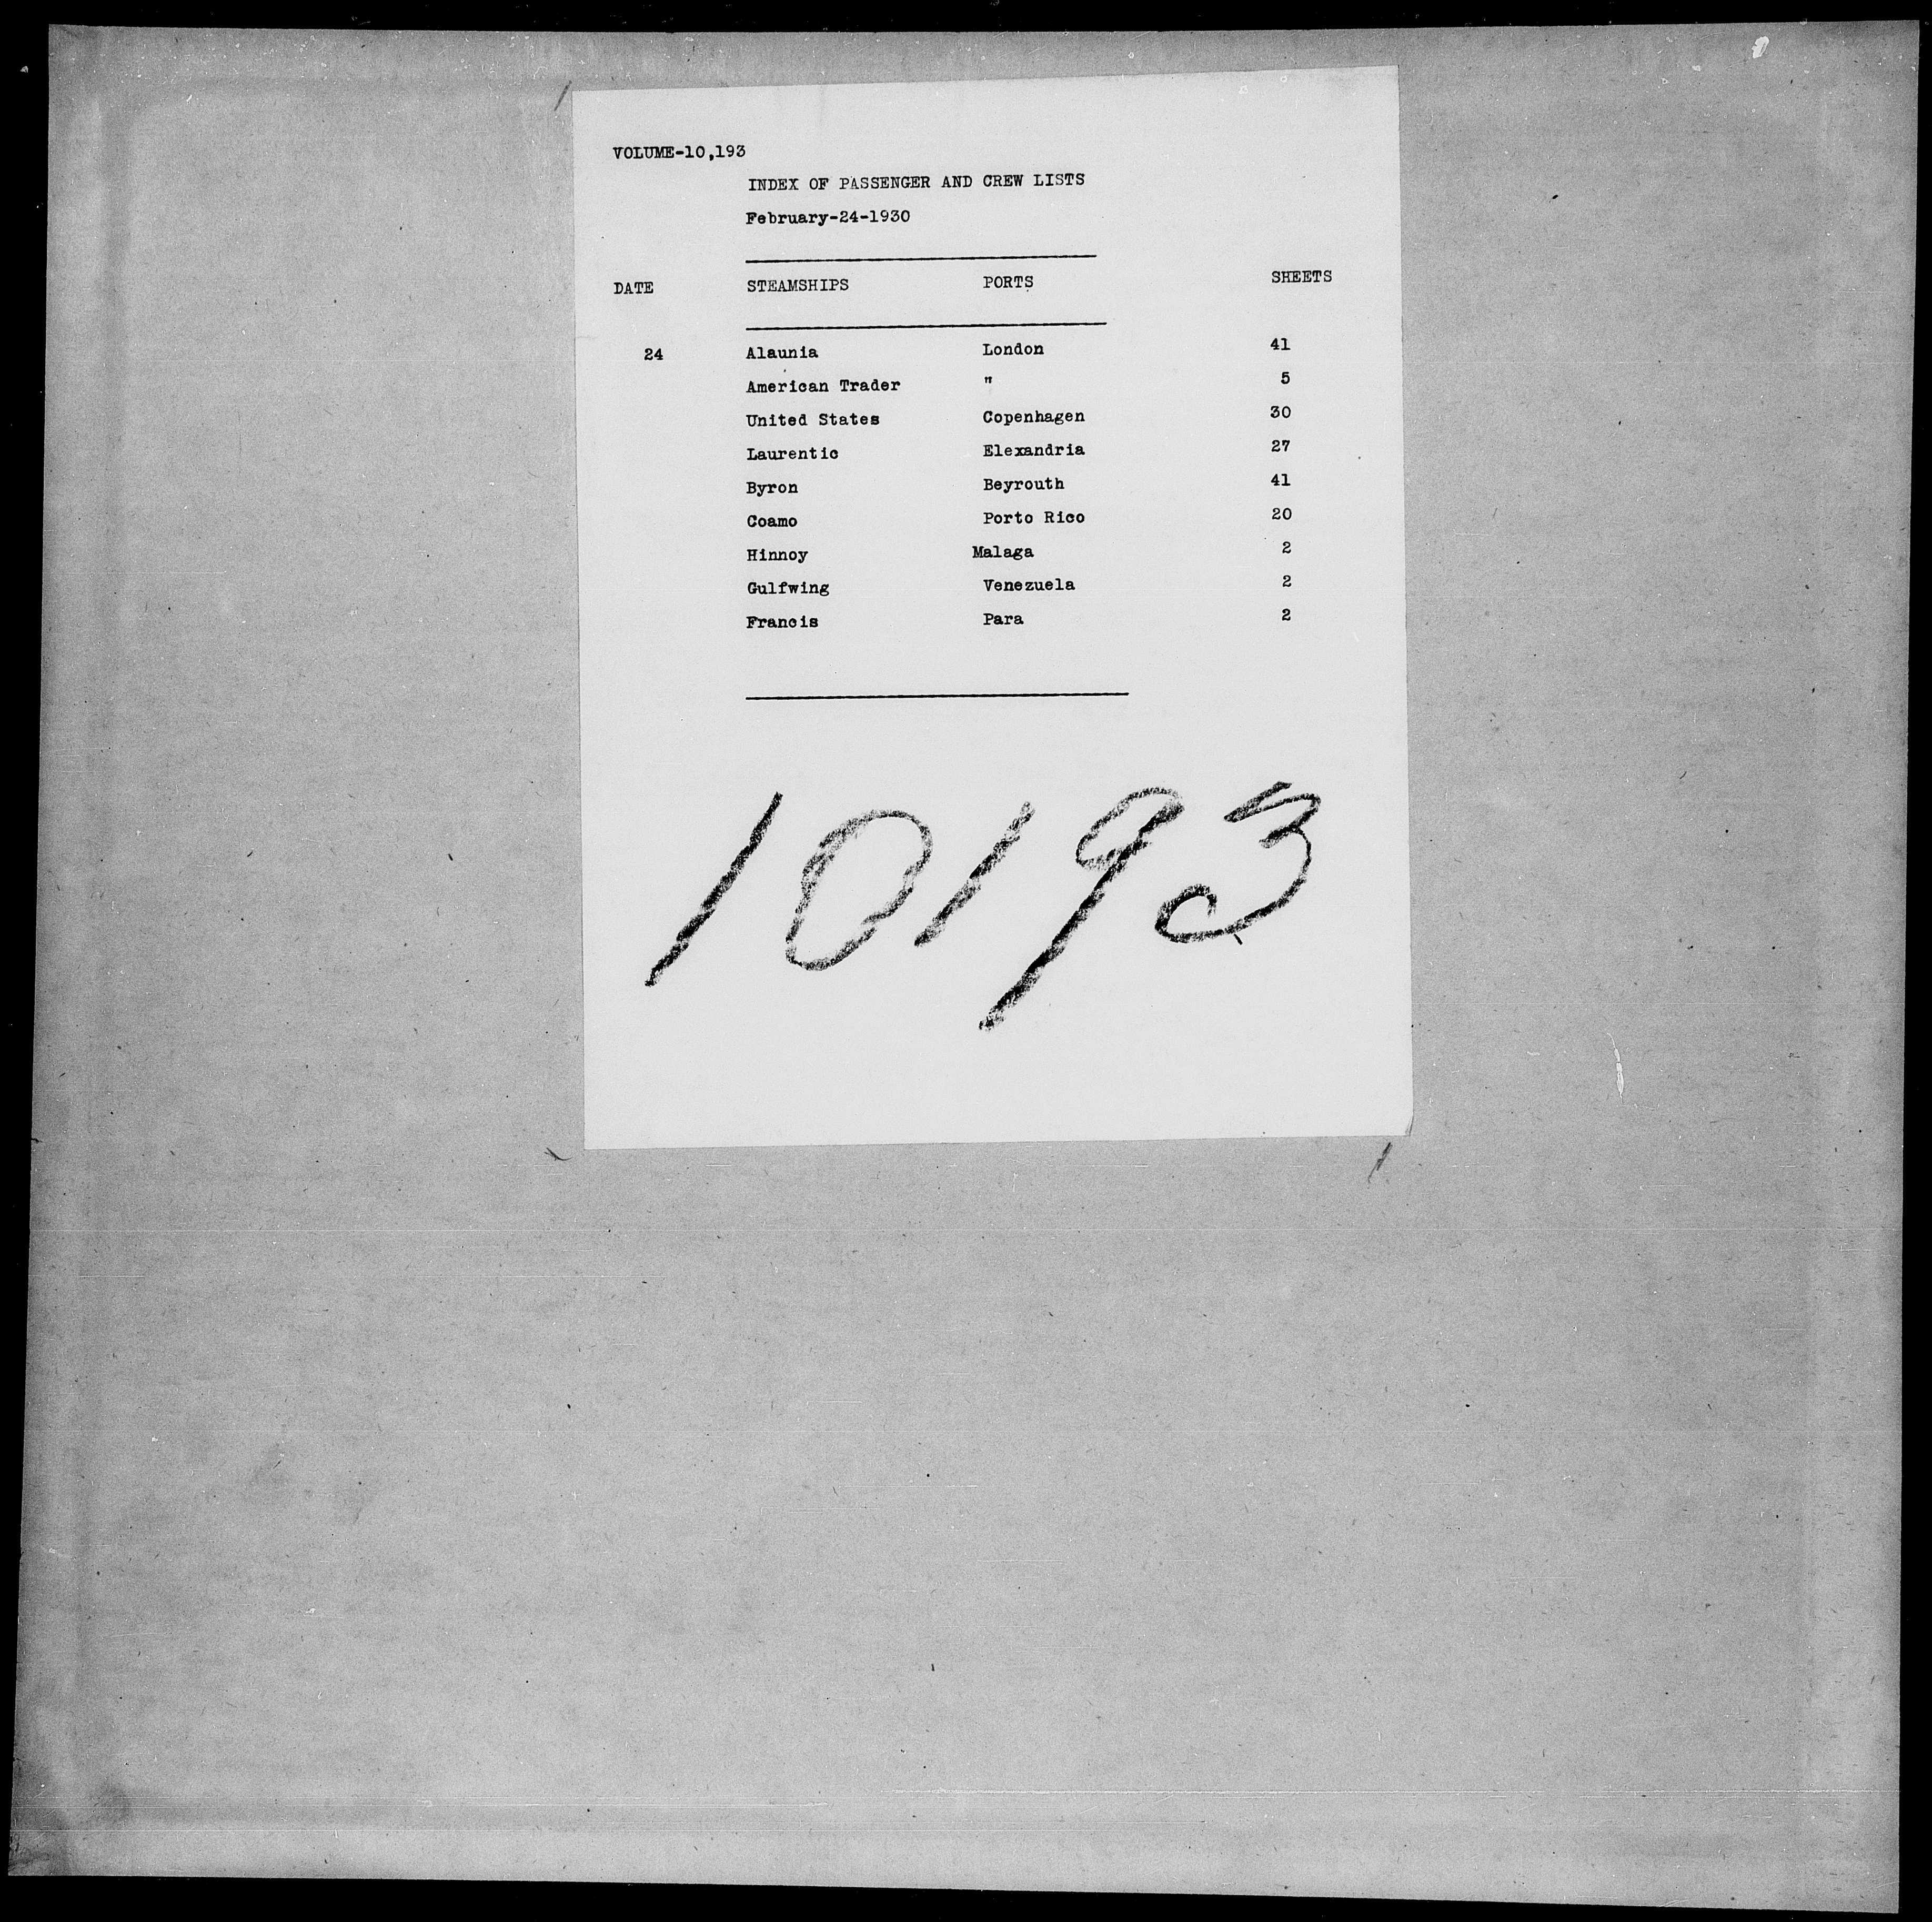 VOLUME-10,193
INDEX OF PASSENGER AND CREW LISTS
February-24-1930
DATE STEAMSHIPS PORTS SHEETS
24 Alaunia London 41
American Trader " 5
United States Copenhagen 30
Laurentic Elexandria 27
Byron Beyrouth 41
Coamo Porto Rico 20
Hinnoy Malaga 2
Gulfwing Venezuela 2
Francis Para 2
10193